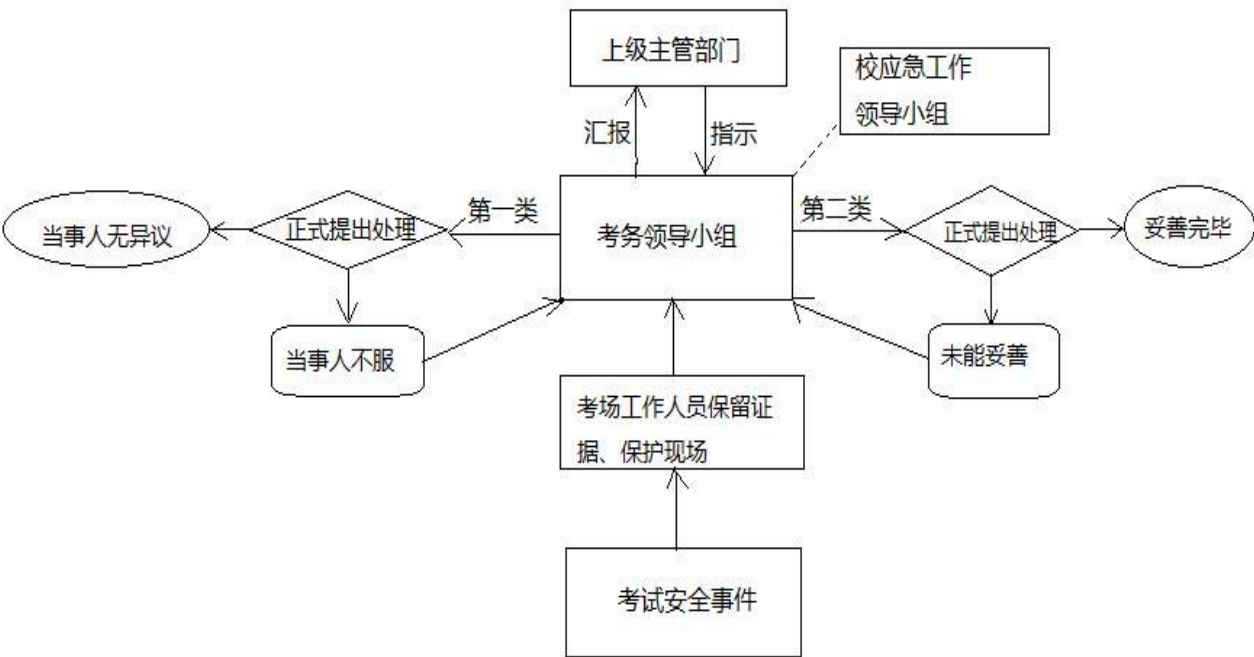 上级主管部门
校应急工作
领导小组
汇报
指示
第一类
第二类
当事人无异议
正式提出处理
考务领导小组
正式提出处理
妥善完毕
当事人不服
未能妥善
考场工作人员保留证
据、保护现场
考试安全事件